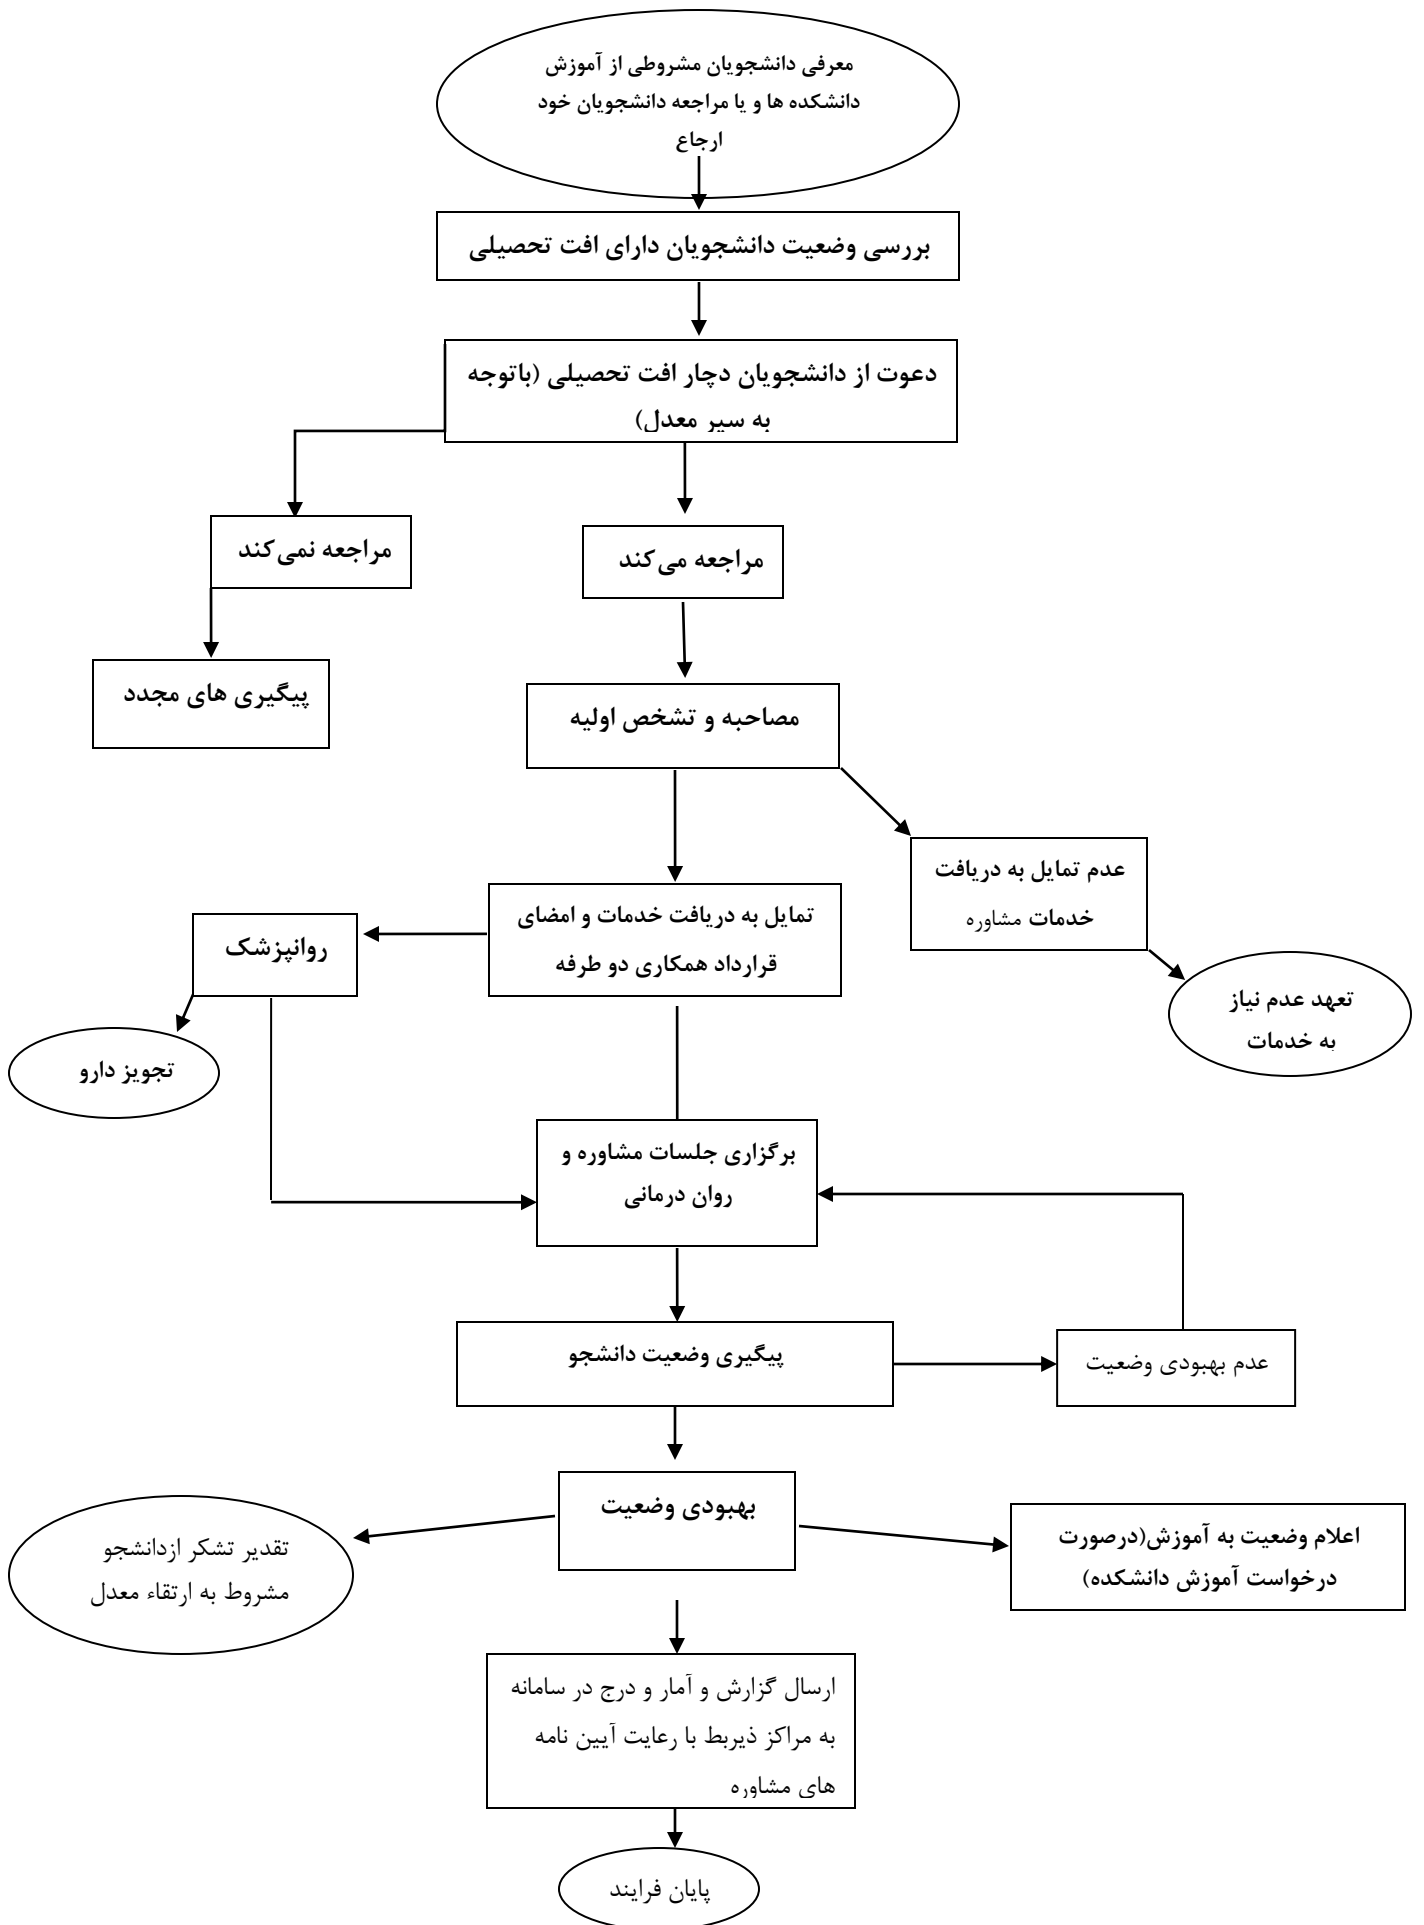 معرفی دانشجویان مشروطی از آموزش
دانشکده ها و یا مراجعه دانشجویان خود
ارجاع
بررسی وضعیت دانشجویان دارای افت تحصیلی
دعوت از دانشجویان دچار افت تحصیلی (باتوجه
به سیر معدل)
مراجعه نمی‌کند
مراجعه می‌کند
پیگیری های مجدد
مصاحبه و تشخص اولیه
عدم تمایل به دریافت
خدمات مشاوره
تمایل به دریافت خدمات و امضای
قرارداد همکاری دو طرفه
روانپزشک
تعهد عدم نیاز
به خدمات
تجویز دارو
برگزاری جلسات مشاوره و
روان درمانی
پیگیری وضعیت دانشجو
عدم بهبودی وضعیت
بهبودی وضعیت
اعلام وضعیت به آموزش(درصورت
درخواست آموزش دانشکده)
تقدیر تشکر ازدانشجو
مشروط به ارتقاء معدل
ارسال گزارش و آمار و درج در سامانه
به مراکز ذیربط با رعایت آیین نامه
های مشاوره
پایان فرایند